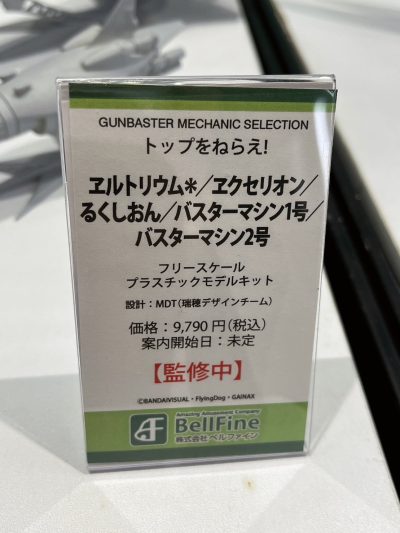 GUNBASTER MECHANIC SELECTION
トップをねらえ!
ヱルトリウム＊／ヱクセリオン／
るくしおん／バスターマシン1号／
バスターマシン2号
フリースケール
プラスチックモデルキット
設計：MDT（瑞穂デザインチーム）
価格：9,790円（税込）
案内開始日：未定
【監修中】
©BANDAIVISUAL・FlyingDog・GAINAX
Amazing Amusement Company
BellFine
株式会社 ベルファイン